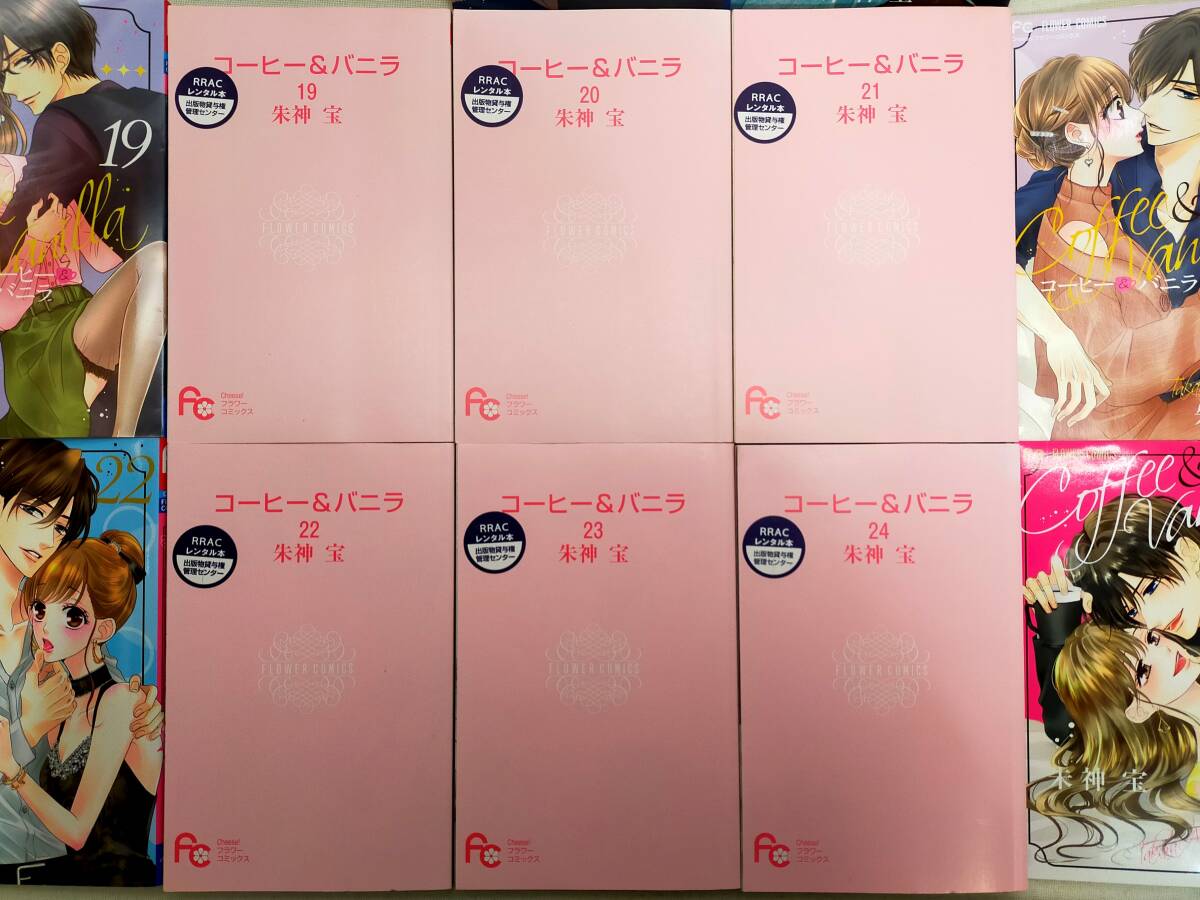 19
Vanilla
コーヒー&
バニラ
コーヒー&バニラ
19
朱神 宝
RRAC
レンタル本
出版物貸与権
管理センター
FLOWER COMICS
FC
Cheese!
フラワー
コミックス
コーヒー&バニラ
20
朱神 宝
RRAC
レンタル本
出版物貸与権
管理センター
FLOWER COMICS
FC
Cheese!
フラワー
コミックス
コーヒー&バニラ
21
朱神 宝
RRAC
レンタル本
出版物貸与権
管理センター
FLOWER COMICS
FC
Cheese!
フラワー
コミックス
FC FLOWER COMICS
Coffee &
Van
コーヒー&バニラ
22
コーヒー&バニラ
22
朱神 宝
RRAC
レンタル本
出版物貸与権
管理センター
FLOWER COMICS
FC
Cheese!
フラワー
コミックス
コーヒー&バニラ
23
朱神 宝
RRAC
レンタル本
出版物貸与権
管理センター
FLOWER COMICS
FC
Cheese!
フラワー
コミックス
コーヒー&バニラ
24
朱神 宝
RRAC
レンタル本
出版物貸与権
管理センター
FLOWER COMICS
FC
Cheese!
フラワー
コミックス
FLOWER COMICS
Coffee &
Van
朱神 宝